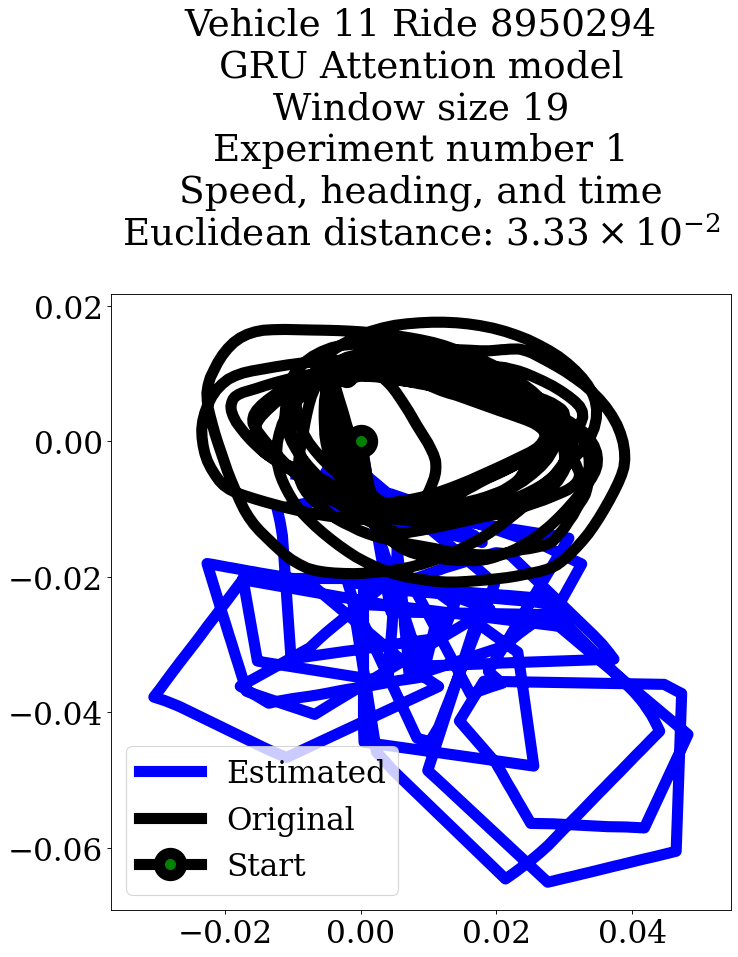 Vehicle 11 Ride 8950294
GRU Attention model
Window size 19
Experiment number 1
Speed, heading, and time
Euclidean distance: 3.33 × 10⁻²
0.02
0.00
−0.02
−0.04
−0.06
Estimated
Original
Start
−0.02 0.00 0.02 0.04